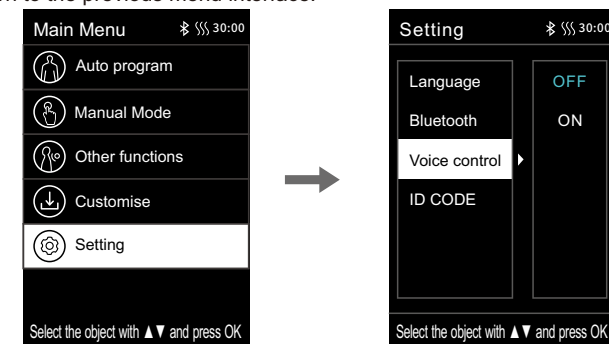 to the previous menu interface.
Main Menu 30:00
Auto program
Manual Mode
Other functions
Customise
Setting
Select the object with ▲▼ and press OK
Setting 30:00
Language
Bluetooth
Voice control
ID CODE
OFF
ON
Select the object with ▲▼ and press OK